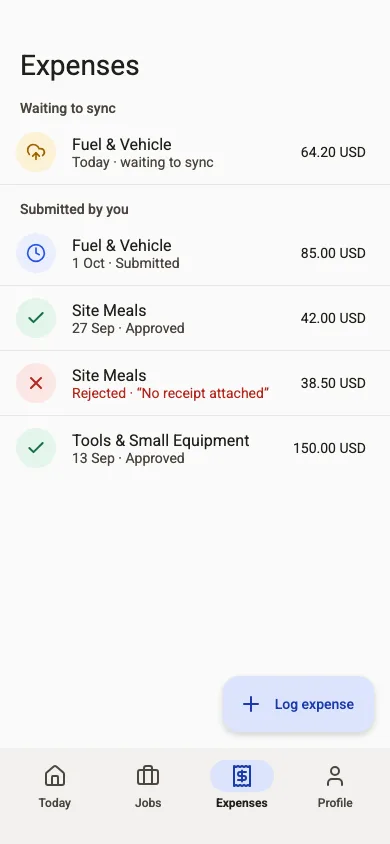 Expenses
Waiting to sync
Fuel & Vehicle
64.20 USD
Today · waiting to sync
Submitted by you
Fuel & Vehicle
85.00 USD
1 Oct · Submitted
Site Meals
42.00 USD
27 Sep · Approved
Site Meals
38.50 USD
Rejected · “No receipt attached”
Tools & Small Equipment
150.00 USD
13 Sep · Approved
Log expense
Today
Jobs
Expenses
Profile